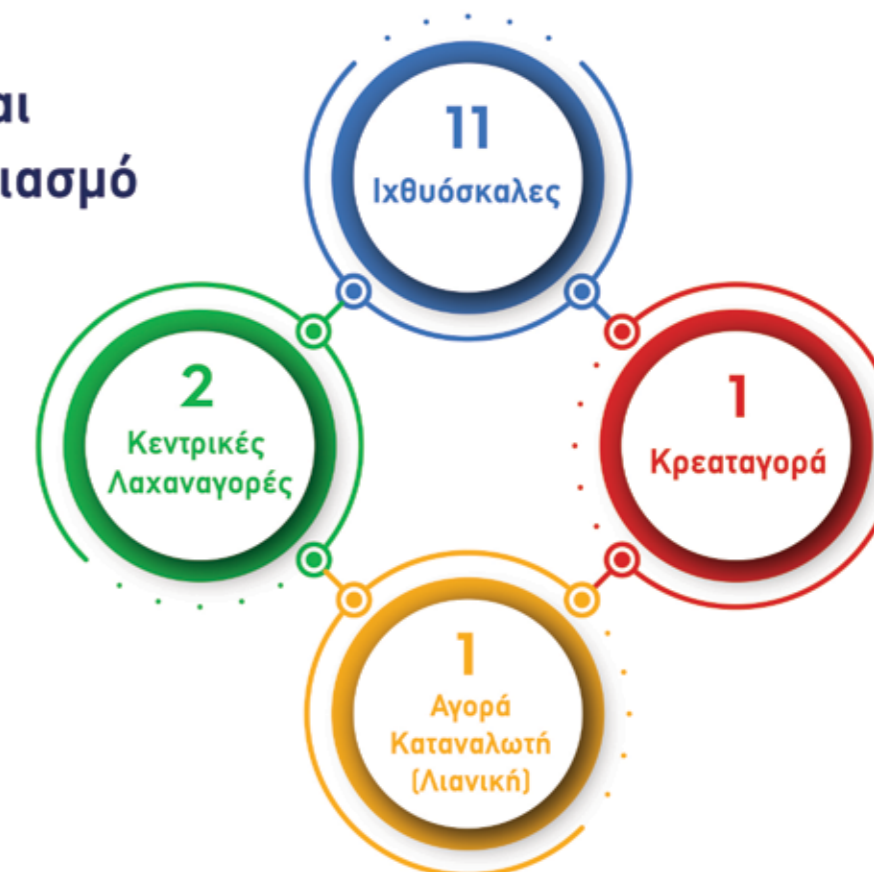 αι
ιασμό
11
Ιχθυόσκαλες
2
Κεντρικές
Λαχαναγορές
1
Κρεαταγορά
1
Αγορά
Καταναλωτή
(Λιανική)